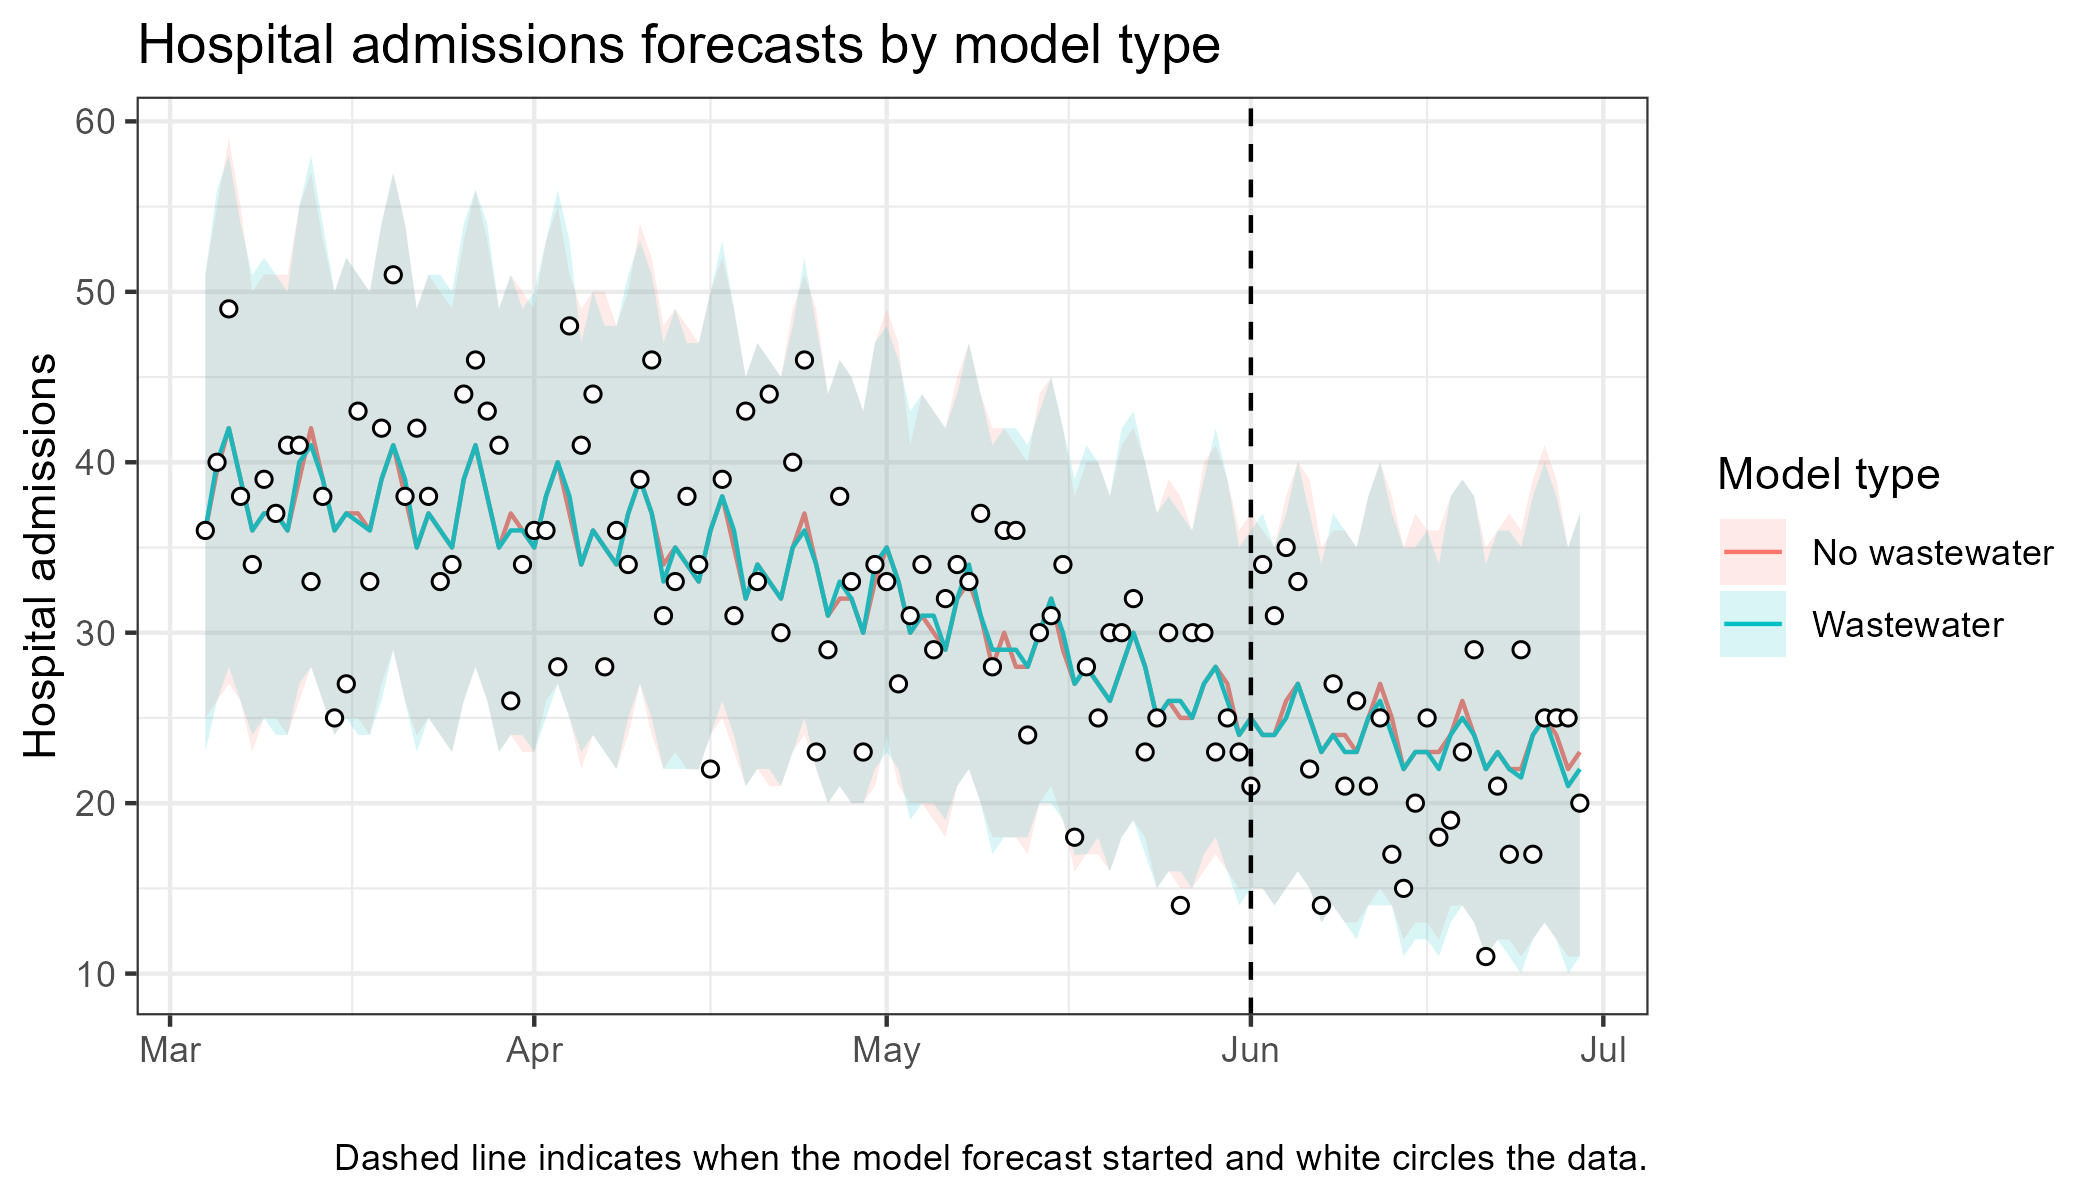 Hospital admissions forecasts by model type
Hospital admissions
60
50
40
30
20
10
Mar
Apr
May
Jun
Jul
Model type
No wastewater
Wastewater
Dashed line indicates when the model forecast started and white circles the data.